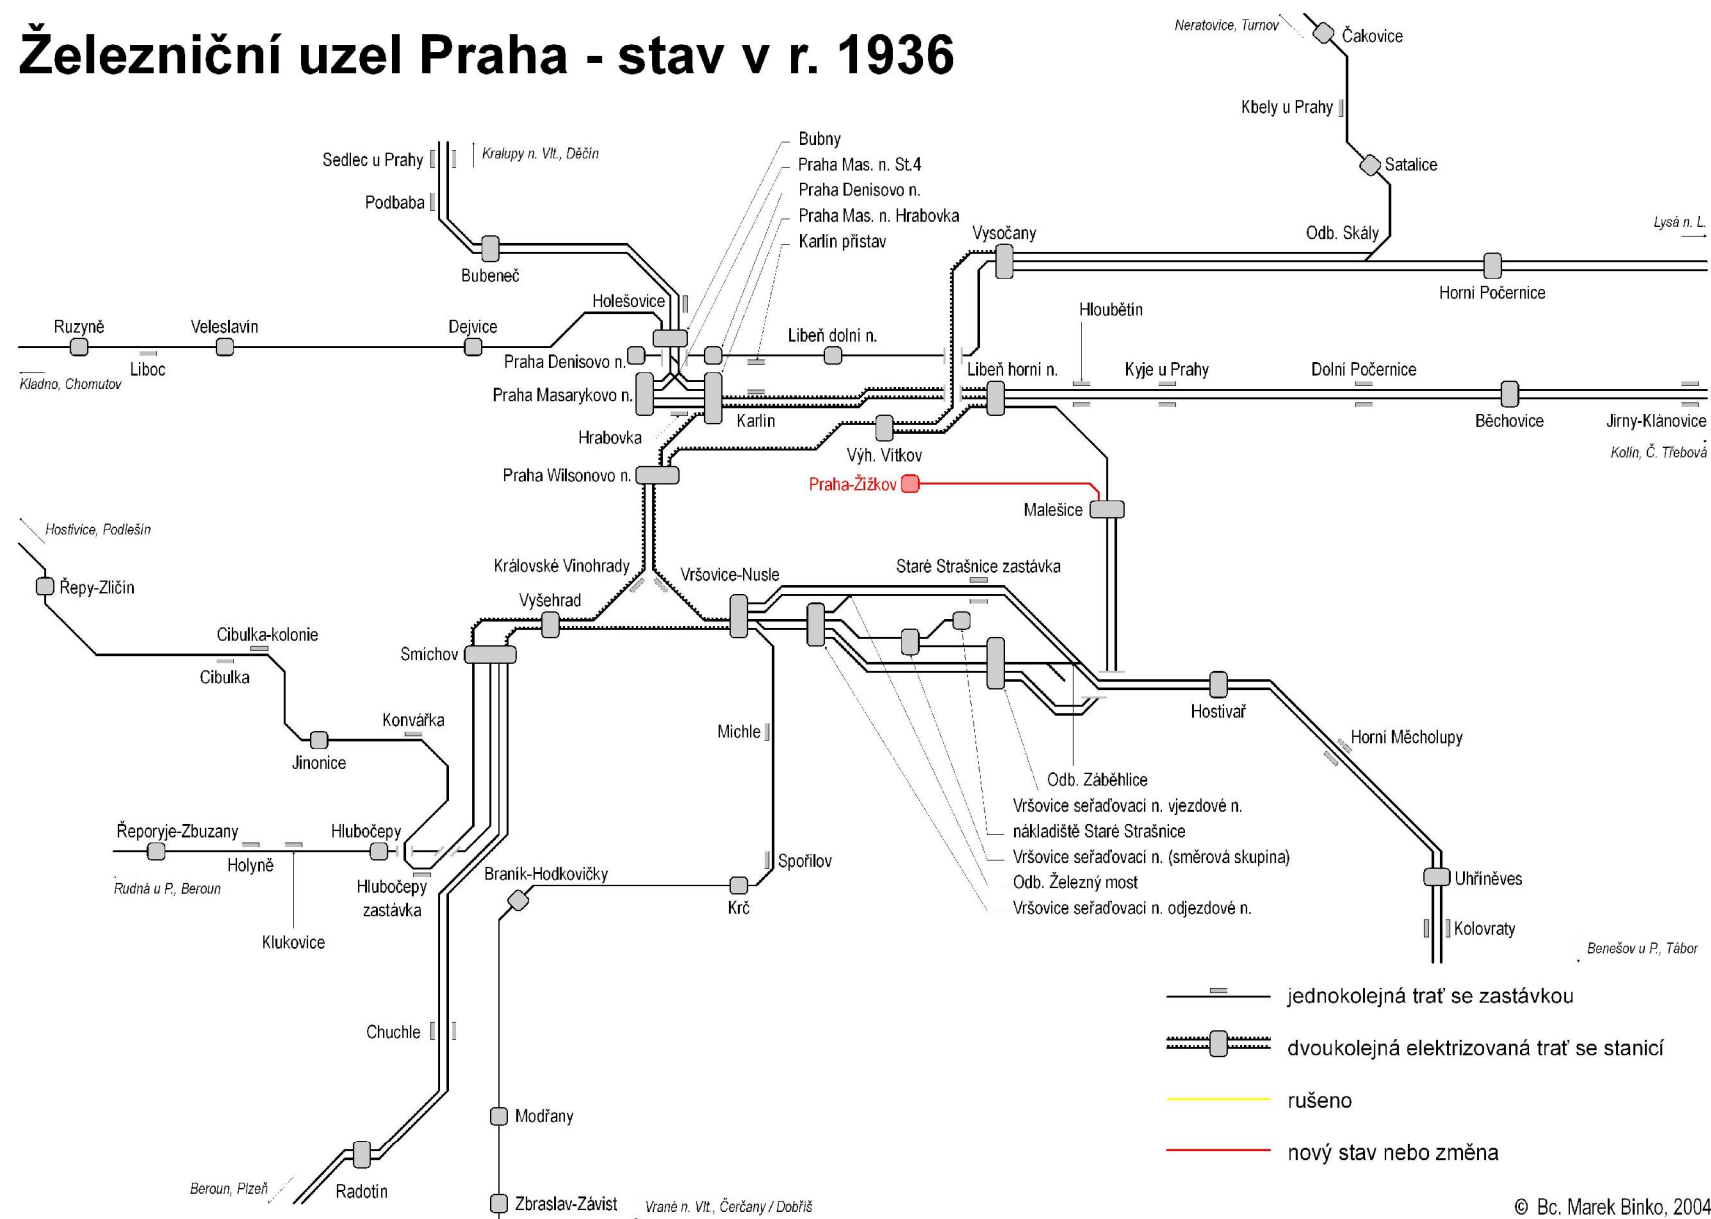 Železniční uzel Praha - stav v r. 1936
Neratovice, Turnov
Čakovice
Kbely u Prahy
Satalice
Bubny
Praha Mas. n. St.4
Praha Denisovo n.
Praha Mas. n. Hrabovka
Karlín přístav
Sedlec u Prahy
Kralupy n. Vlt., Děčín
Podbaba
Bubeneč
Vysočany
Odb. Skály
Lysá n. L.
Horní Počernice
Holešovice
Ruzyně
Veleslavín
Dejvice
Liboc
Kladno, Chomutov
Libeň dolní n.
Hloubětín
Praha Denisovo n.
Libeň horní n.
Kyje u Prahy
Dolní Počernice
Praha Masarykovo n.
Karlín
Běchovice
Jirny-Klánovice
Kolín, Č. Třebová
Hrabovka
Výh. Vítkov
Praha Wilsonovo n.
Praha-Žižkov
Malešice
Hostivice, Podlešín
Řepy-Zličín
Královské Vinohrady
Vršovice-Nusle
Staré Strašnice zastávka
Vyšehrad
Cibulka-kolonie
Cibulka
Smíchov
Konvářka
Jinonice
Michle
Hostivař
Horní Měcholupy
Odb. Záběhlice
Vršovice seřaďovací n. vjezdové n.
nákladiště Staré Strašnice
Vršovice seřaďovací n. (směrová skupina)
Odb. Železný most
Vršovice seřaďovací n. odjezdové n.
Řeporyje-Zbuzany
Hlubočepy
Holyně
Rudná u P., Beroun
Hlubočepy
zastávka
Klukovice
Braník-Hodkovičky
Spořilov
Krč
Uhříněves
Kolovraty
Benešov u P., Tábor
Chuchle
Modřany
Radotín
Beroun, Plzeň
Zbraslav-Závist
Vrané n. Vlt., Čerčany / Dobříš
jednokolejná trať se zastávkou
dvoukolejná elektrizovaná trať se stanicí
rušeno
nový stav nebo změna
© Bc. Marek Binko, 2004